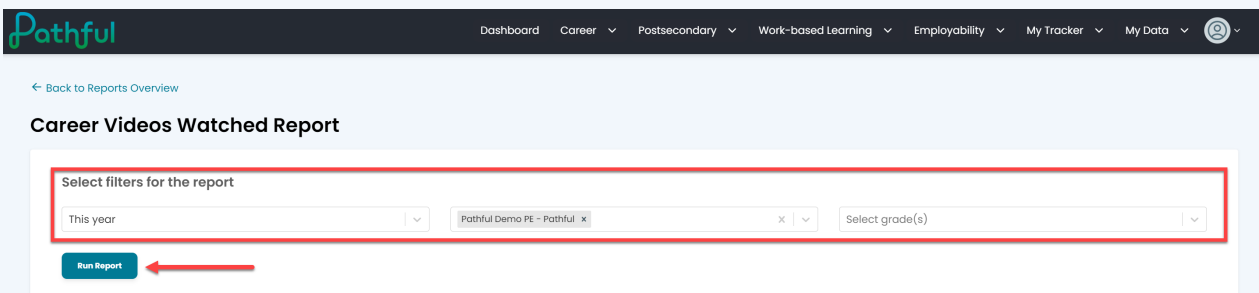 Pathful Dashboard Career Postsecondary Work-based Learning Employability My Tracker My Data
← Back to Reports Overview
Career Videos Watched Report
Select filters for the report
This year Pathful Demo PE - Pathful × × Select grade(s)
Run Report